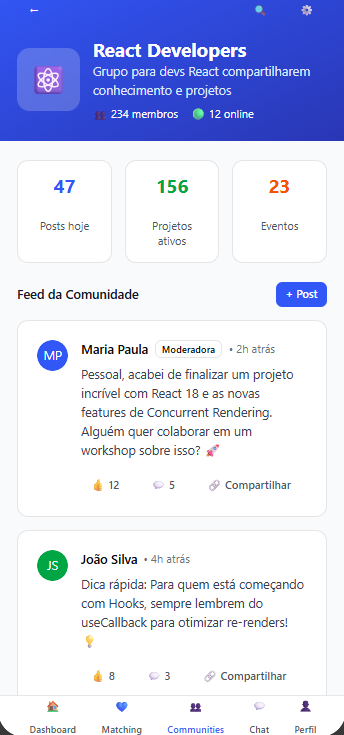 ←
React Developers
Grupo para devs React compartilharem
conhecimento e projetos
234 membros 12 online
47 156 23
Posts hoje Projetos ativos Eventos
Feed da Comunidade + Post
MP Maria Paula Moderadora • 2h atrás
Pessoal, acabei de finalizar um projeto
incrível com React 18 e as novas
features de Concurrent Rendering.
Alguém quer colaborar em um
workshop sobre isso? 🚀
👍 12 💬 5 🔗 Compartilhar
JS João Silva • 4h atrás
Dica rápida: Para quem está começando
com Hooks, sempre lembrem do
useCallback para otimizar re-renders!
💡
👍 8 💬 3 🔗 Compartilhar
Dashboard Matching Communities Chat Perfil